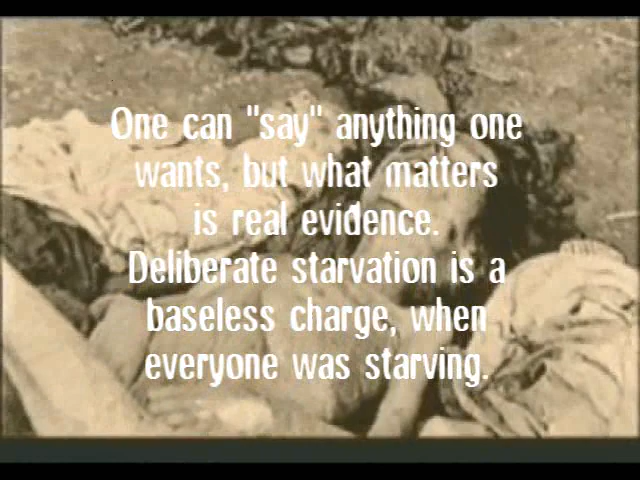 One can "say" anything one
wants, but what matters
is real evidence.
Deliberate starvation is a
baseless charge, when
everyone was starving.